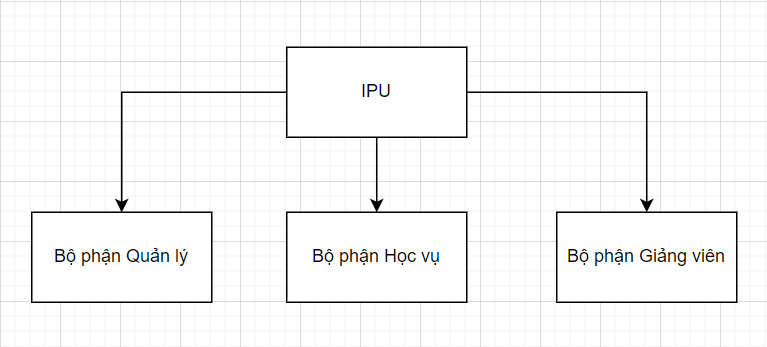 IPU
Bộ phận Quản lý
Bộ phận Học vụ
Bộ phận Giảng viên